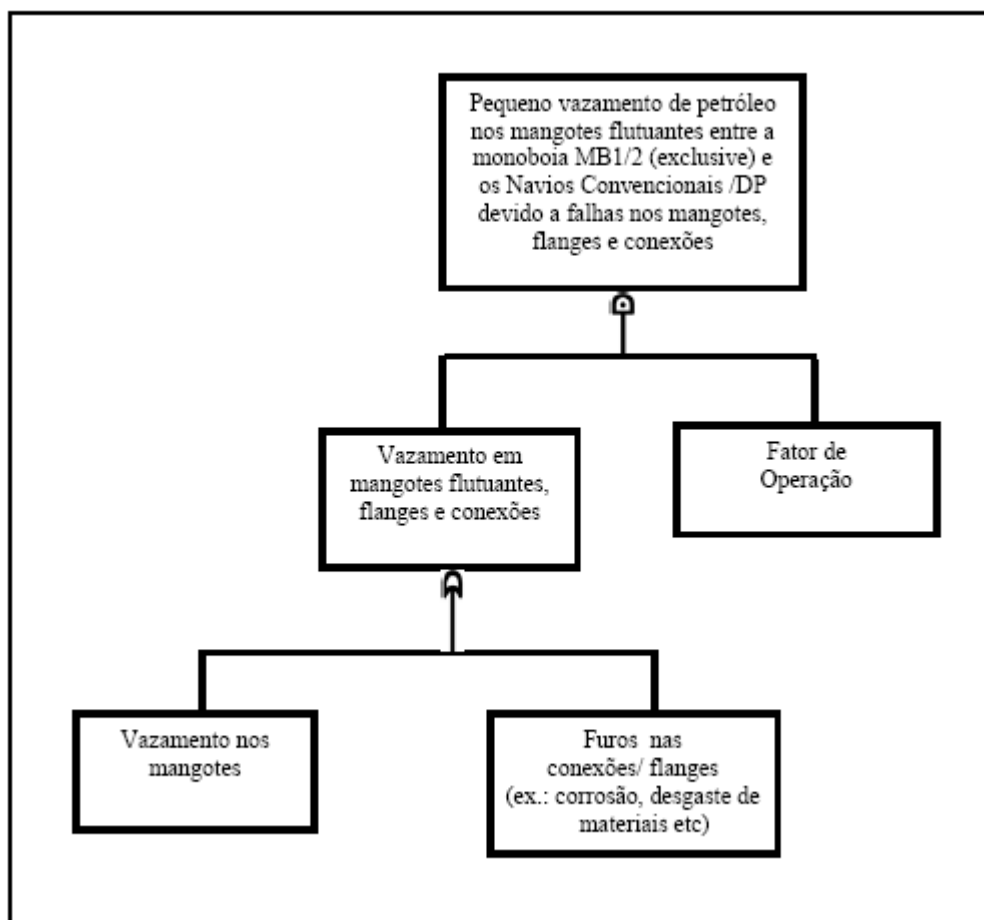 Pequeno vazamento de petróleo
nos mangotes flutuantes entre a
monoboia MB1/2 (exclusive) e
os Navios Convencionais /DP
devido a falhas nos mangotes,
flanges e conexões
Vazamento em
mangotes flutuantes,
flanges e conexões
Fator de
Operação
Vazamento nos
mangotes
Furos nas
conexões/ flanges
(ex.: corrosão, desgaste de
materiais etc)